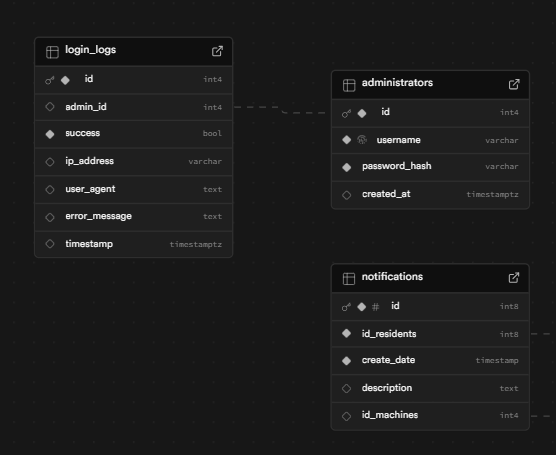 login_logs
id int4
admin_id int4
success bool
ip_address varchar
user_agent text
error_message text
timestamp timestamptz
administrators
id int4
username varchar
password_hash varchar
created_at timestamptz
notifications
# id int8
id_residents int8
create_date timestamp
description text
id_machines int4